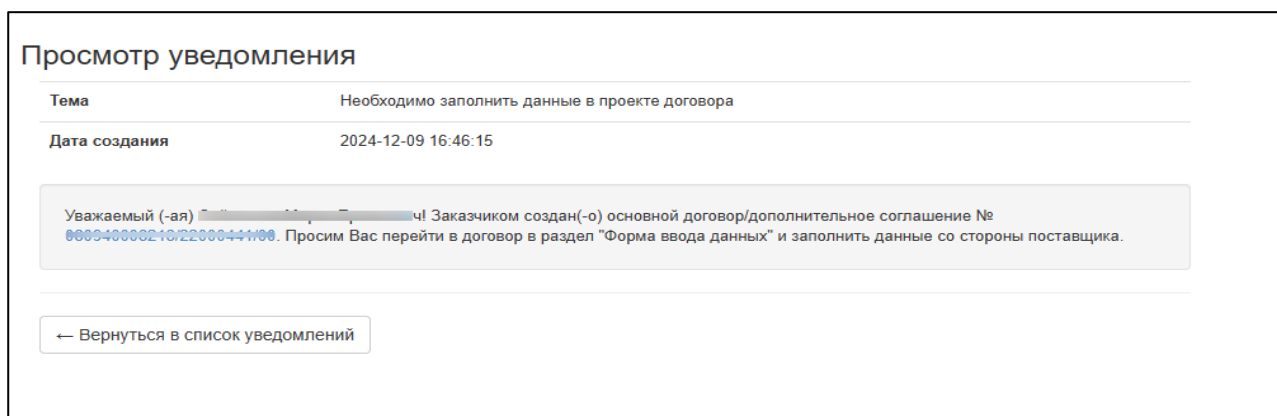 Просмотр уведомления
Тема Необходимо заполнить данные в проекте договора
Дата создания 2024-12-09 16:46:15
Уважаемый (-ая) ч! Заказчиком создан(-о) основной договор/дополнительное соглашение №
. Просим Вас перейти в договор в раздел "Форма ввода данных" и заполнить данные со стороны поставщика.
← Вернуться в список уведомлений